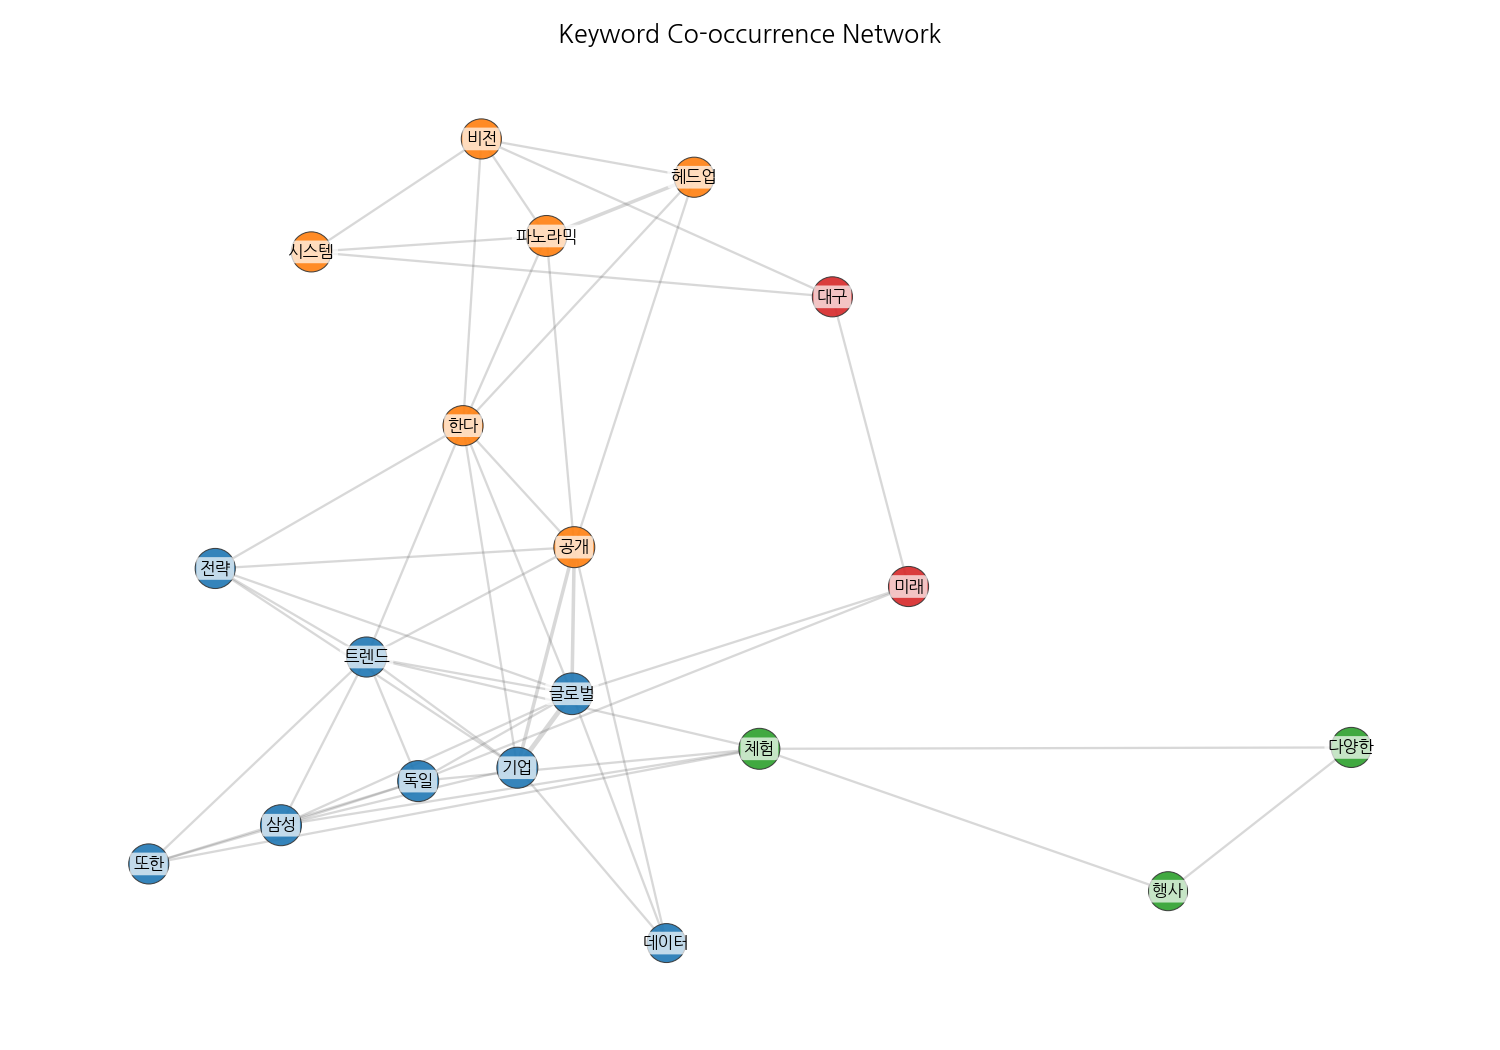 Keyword Co-occurrence Network
비전
헤드업
파노라믹
시스템
대구
한다
공개
전략
미래
트렌드
글로벌
체험
다양한
기업
독일
삼성
또한
행사
데이터